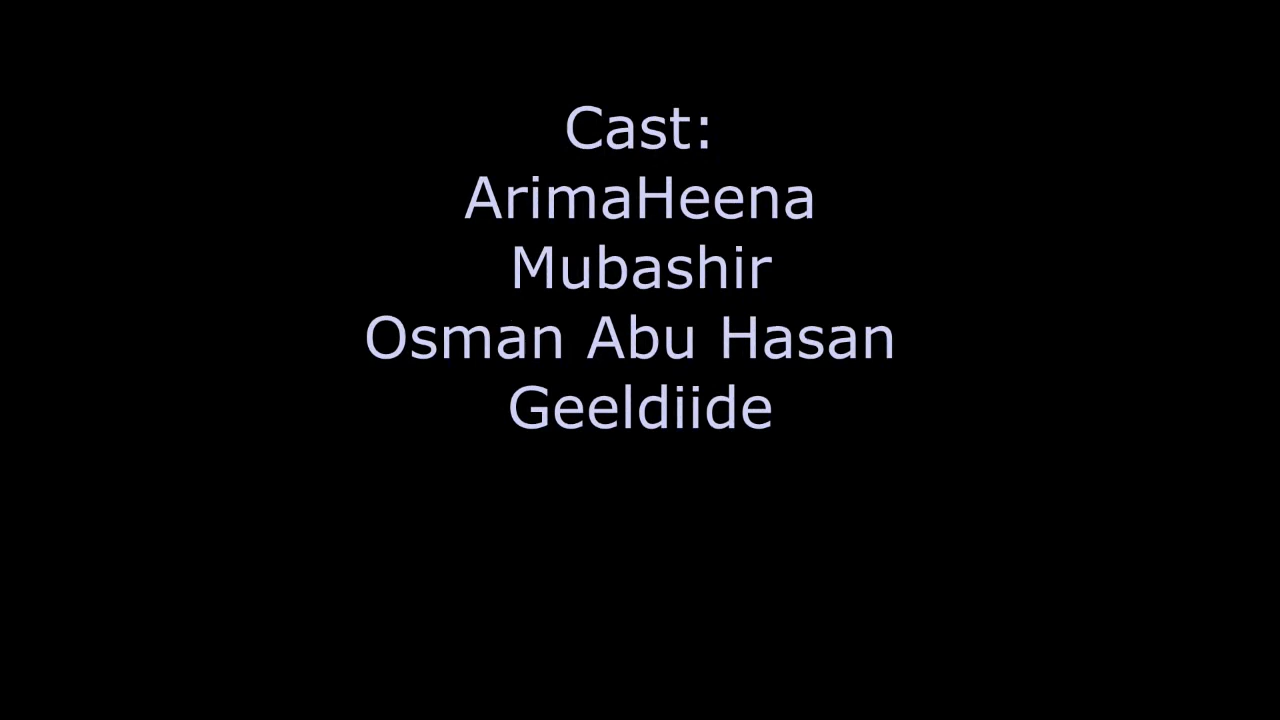 Cast:
ArimaHeena
Mubashir
Osman Abu Hasan
Geeldiide